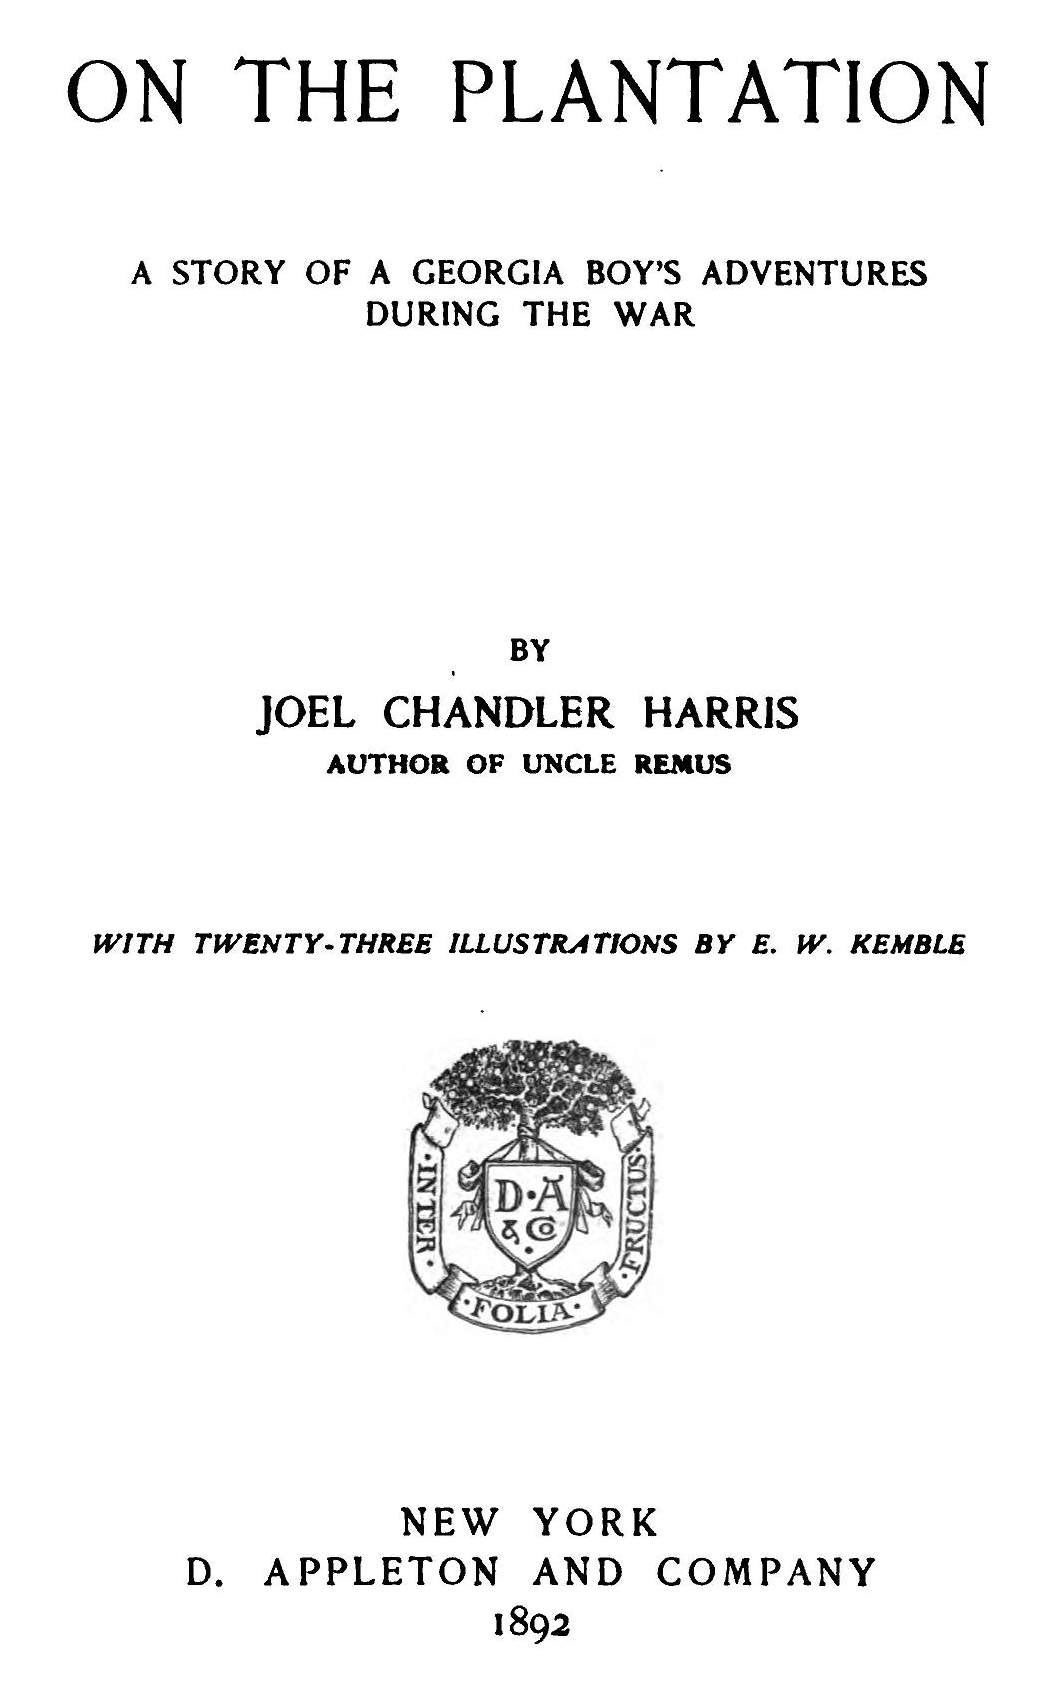 ON THE PLANTATION
A STORY OF A GEORGIA BOY'S ADVENTURES
DURING THE WAR
BY
JOEL CHANDLER HARRIS
AUTHOR OF UNCLE REMUS
WITH TWENTY-THREE ILLUSTRATIONS BY E. W. KEMBLE
D·A
& Co
·INTER·
·FOLIA·
·FRUCTUS·
NEW YORK
D. APPLETON AND COMPANY
1892